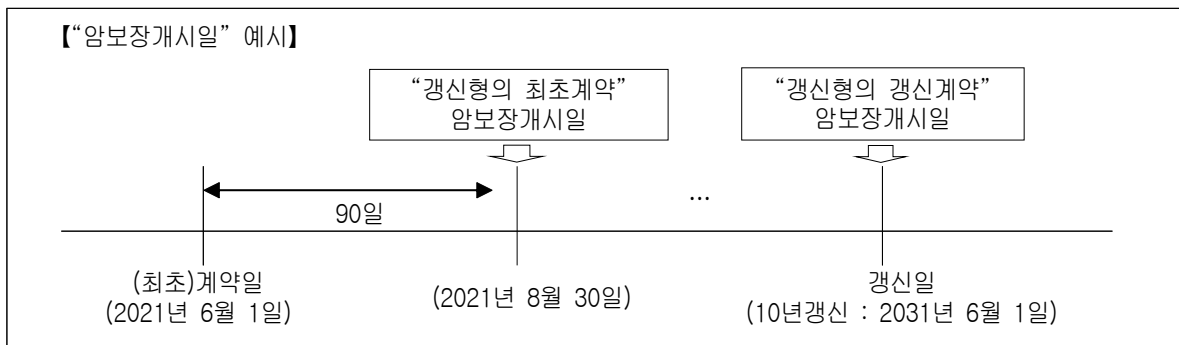 【“암보장개시일” 예시】
“갱신형의 최초계약”
암보장개시일
“갱신형의 갱신계약”
암보장개시일
90일
...
(최초)계약일
(2021년 6월 1일)
(2021년 8월 30일)
갱신일
(10년갱신 : 2031년 6월 1일)